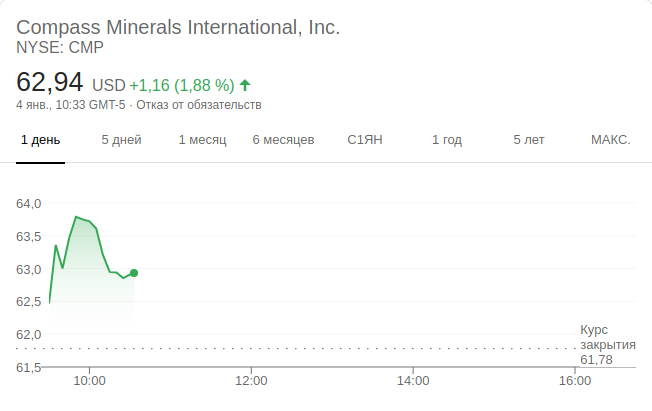 Compass Minerals International, Inc.
NYSE: CMP
62,94 USD +1,16 (1,88 %)
4 янв., 10:33 GMT-5 · Отказ от обязательств
1 день 5 дней 1 месяц 6 месяцев С1ЯН 1 год 5 лет МАКС.
64,0
63,5
63,0
62,5
62,0
61,5
Курс
закрытия
61,78
10:00 12:00 14:00 16:00